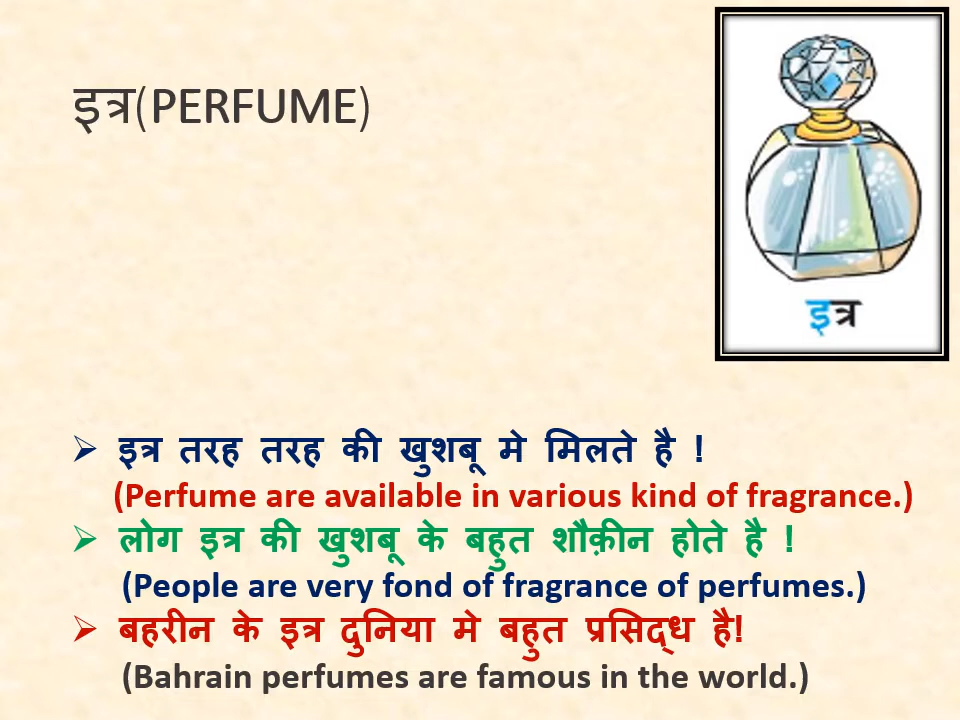 इत्र(PERFUME)
इत्र
➢ इत्र तरह तरह की खुशबू मे मिलते है !
(Perfume are available in various kind of fragrance.)
➢ लोग इत्र की खुशबू के बहुत शौक़ीन होते है !
(People are very fond of fragrance of perfumes.)
➢ बहरीन के इत्र दुनिया मे बहुत प्रसिद्ध है!
(Bahrain perfumes are famous in the world.)